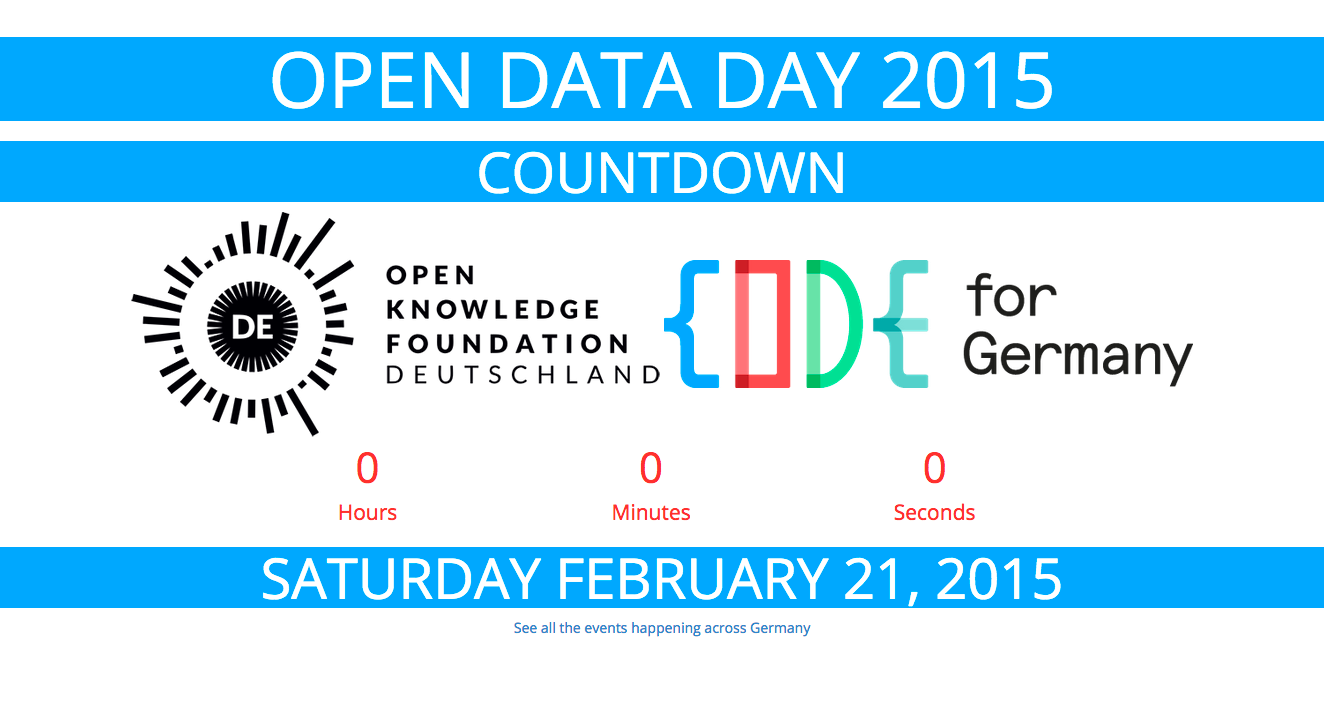 OPEN DATA DAY 2015
COUNTDOWN
DE
OPEN
KNOWLEDGE
FOUNDATION
DEUTSCHLAND
{ODE
for
Germany
0
0
0
Hours
Minutes
Seconds
SATURDAY FEBRUARY 21, 2015
See all the events happening across Germany